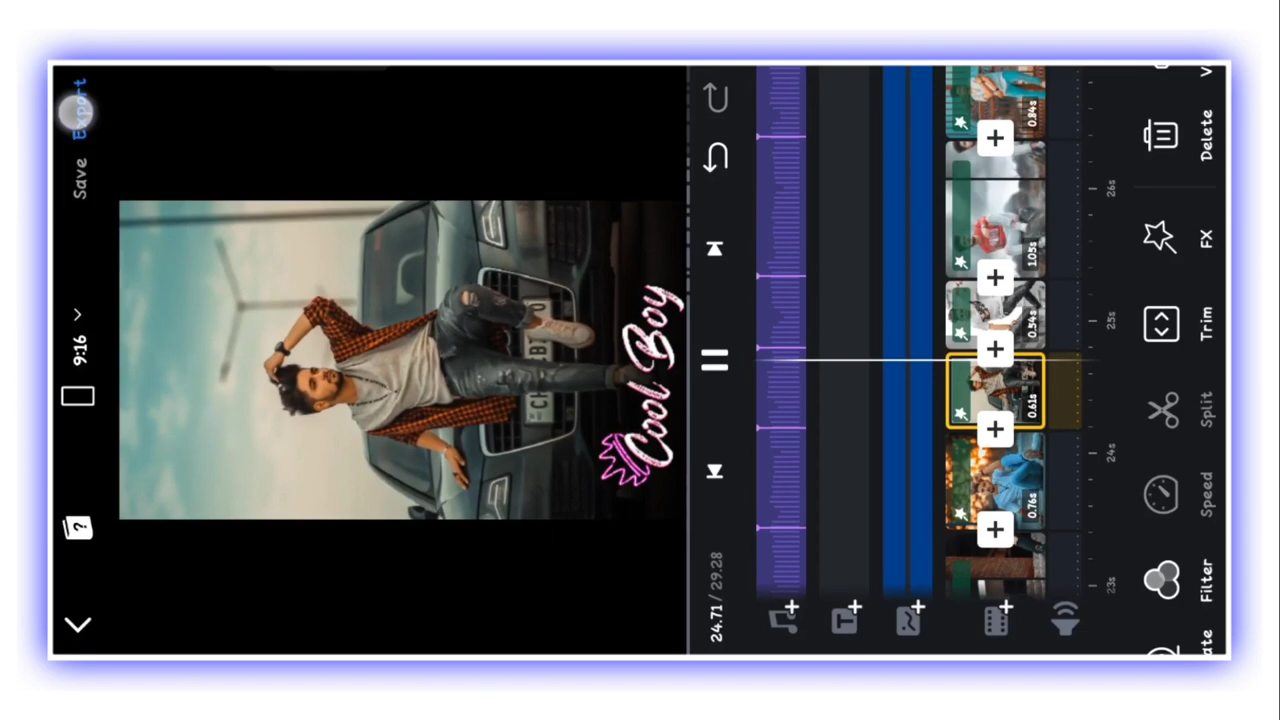 ? 9:16 Save Export
Cool Boy
24.71 / 29.28
T
0.76s 0.61s 0.54s 1.05s 0.84s
23s 24s 25s 26s
Filter Speed Split Trim FX Delete